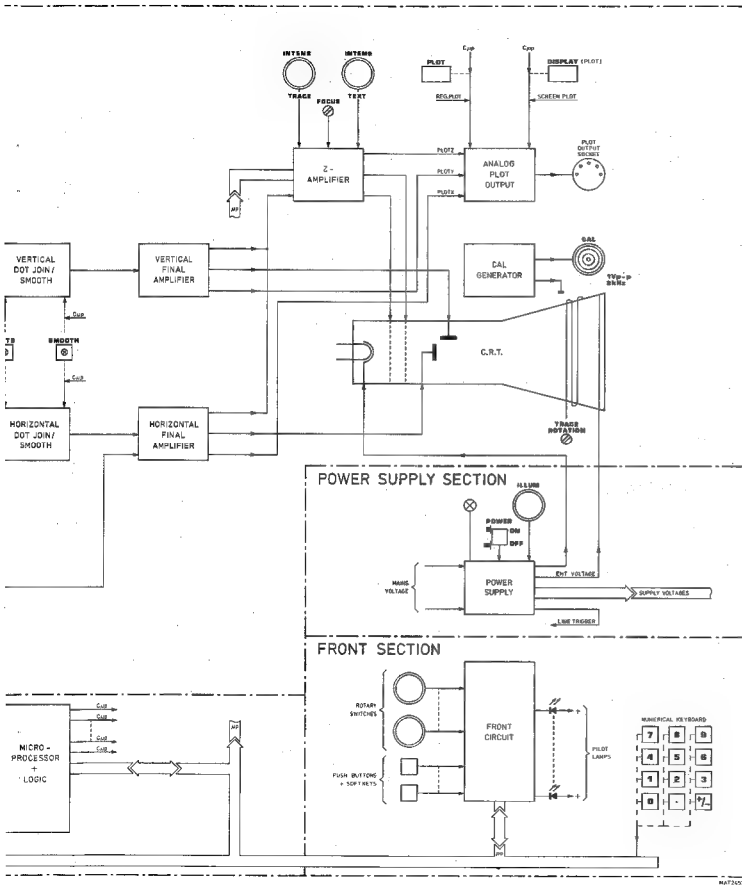 INTENS
INTENS
TRACE
FOCUS
TEXT
PLOT
DISPLAY (PLOT)
REG.PLOT
SCREEN PLOT
Z-
AMPLIFIER
PLOTZ
PLOTY
PLOTX
ANALOG
PLOT
OUTPUT
PLOT
OUTPUT
SOCKET
VERTICAL
DOT JOIN/
SMOOTH
VERTICAL
FINAL
AMPLIFIER
CAL
GENERATOR
CAL
SMOOTH
C.R.T.
HORIZONTAL
DOT JOIN/
SMOOTH
HORIZONTAL
FINAL
AMPLIFIER
TRACE
ROTATION
POWER SUPPLY SECTION
ILLUM
POWER
ON
OFF
MAINS
VOLTAGE
POWER
SUPPLY
EHT VOLTAGE
SUPPLY VOLTAGES
LINE TRIGGER
FRONT SECTION
ROTARY
SWITCHES
PUSH BUTTONS
+ SOFTKEYS
FRONT
CIRCUIT
PILOT
LAMPS
NUMERICAL KEYBOARD
7 8 9
4 5 6
1 2 3
0 . +/-
MICRO-
PROCESSOR
+
LOGIC